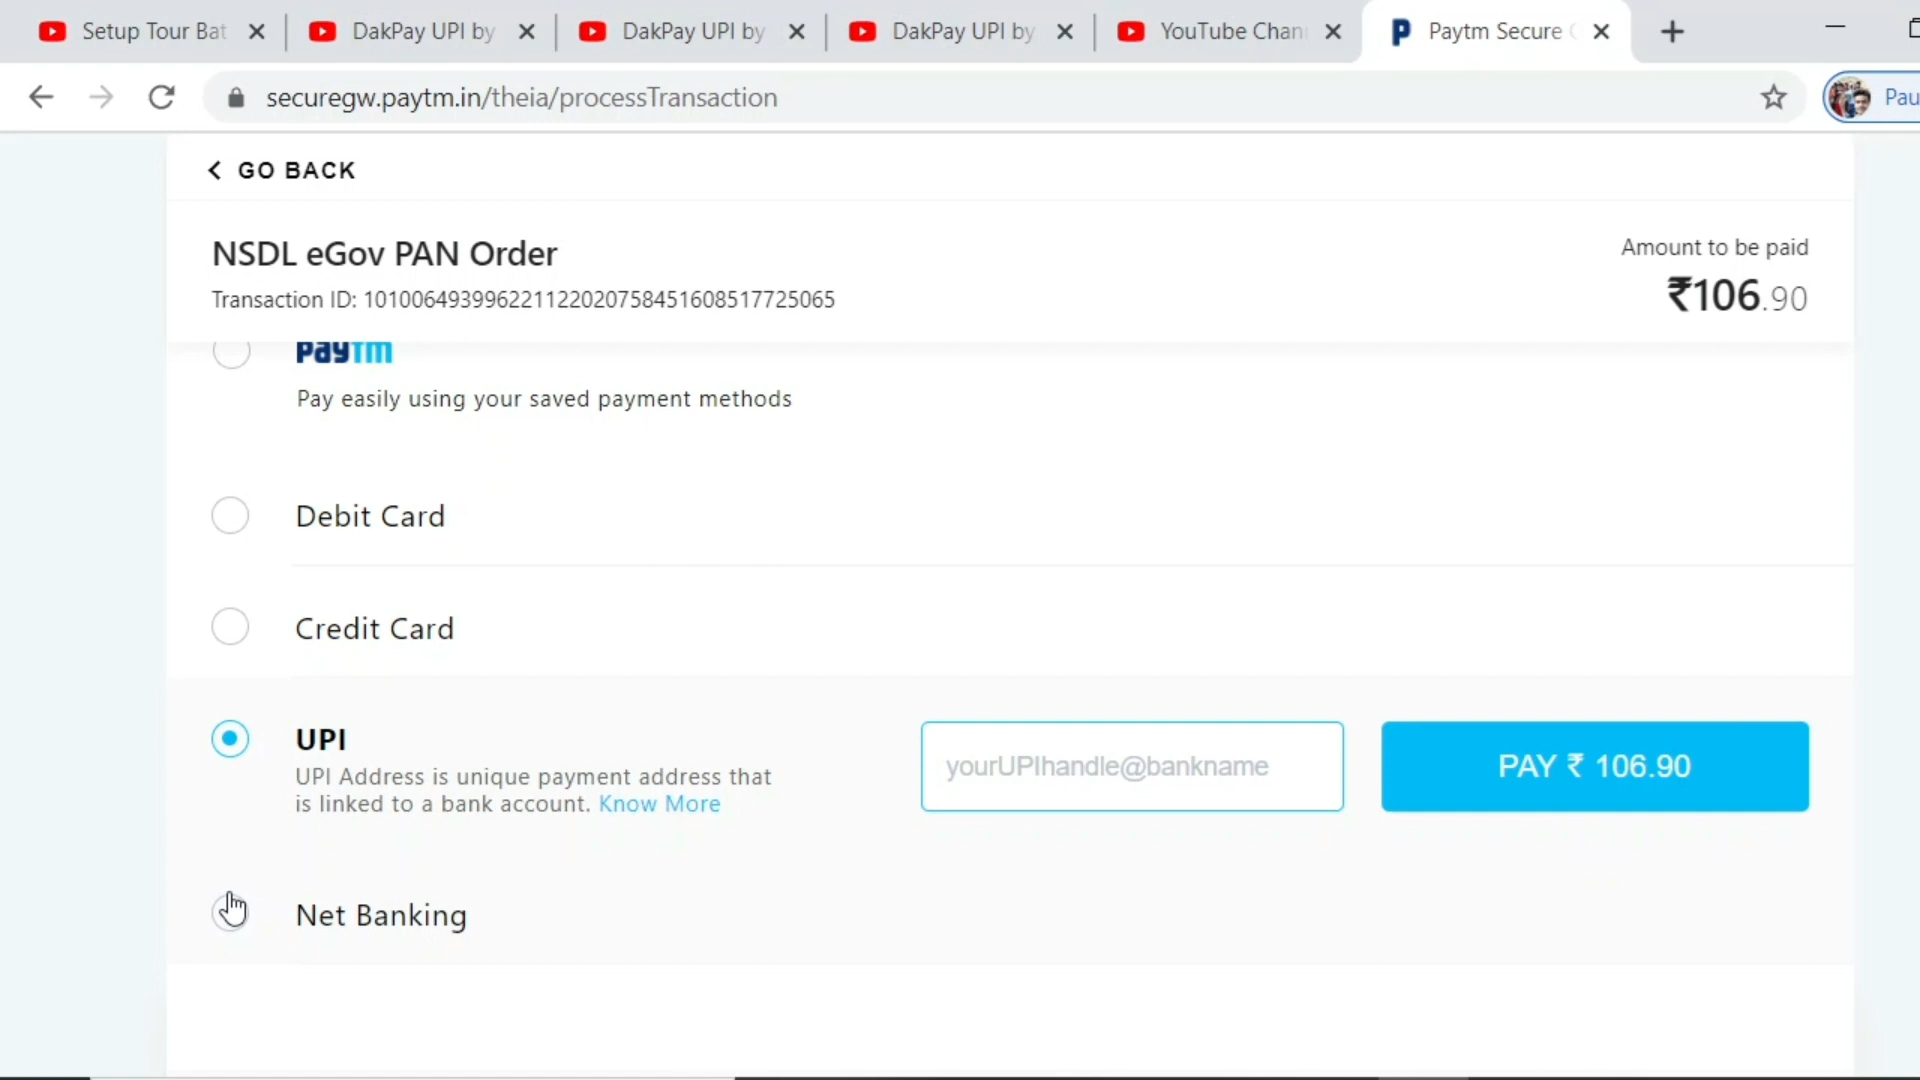 Setup Tour Bat
DakPay UPI by
DakPay UPI by
DakPay UPI by
YouTube Chan
Paytm Secure
securegw.paytm.in/theia/processTransaction
Pau
GO BACK
NSDL eGov PAN Order
Amount to be paid
Transaction ID: 101006493996221122020758451608517725065
₹106.90
Paytm
Pay easily using your saved payment methods
Debit Card
Credit Card
UPI
UPI Address is unique payment address that
is linked to a bank account. Know More
yourUPIhandle@bankname
PAY ₹ 106.90
Net Banking